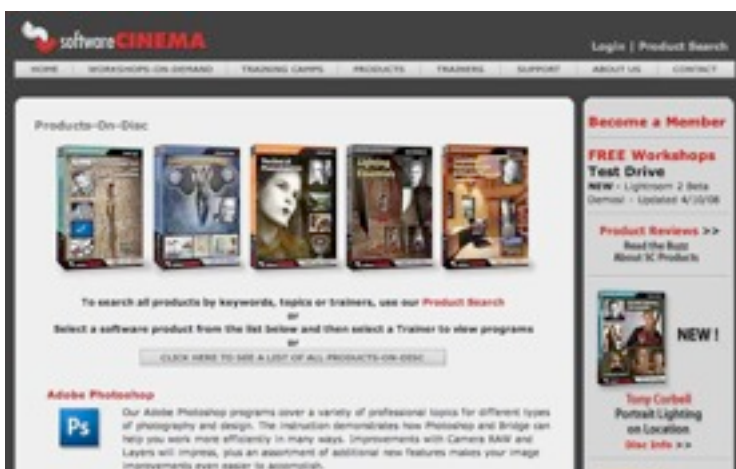 softwareCINEMA
Login | Product Search
HOME WORKSHOPS-ON-DEMAND TRAINING CAMPS PRODUCTS TRAINERS SUPPORT ABOUT US CONTACT
Products-On-Disc
To search all products by keywords, topics or trainers, use our Product Search
or
Select a software product from the list below and then select a Trainer to view programs
or
CLICK HERE TO SEE A LIST OF ALL PRODUCTS-ON-DISC
Adobe Photoshop
Ps
Our Adobe Photoshop programs cover a variety of professional topics for different types
of photography and design. The instruction demonstrates how Photoshop and Bridge can
help you work more efficiently in many ways. Improvements with Camera RAW and
Layers will impress, plus an assortment of additional new features makes your image
improvements even easier to accomplish.
Become a Member
FREE Workshops
Test Drive
NEW - Lightroom 2 Beta
Demos! - Updated 4/10/08
Product Reviews >>
Read the Buzz
About SC Products
NEW !
Tony Corbell
Portrait Lighting
on Location
Disc Info >>